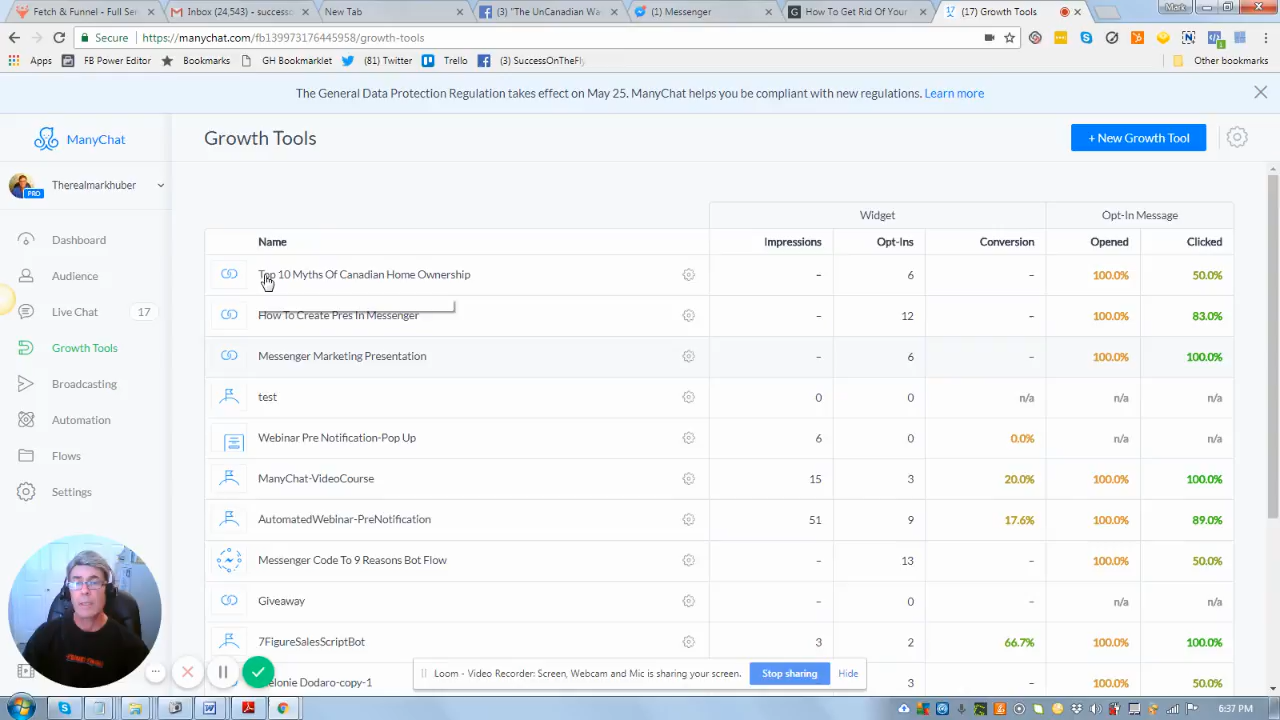 Fetch & Funnel - Full Ser
Inbox (24,543) - success
New Tab
(3) "The UnCanadian Wa
(1) Messenger
How To Get Rid Of Your
(17) Growth Tools
Mark
Secure
https://manychat.com/fb139973176445958/growth-tools
Apps
FB Power Editor
Bookmarks
GH Bookmarklet
(81) Twitter
Trello
(3) SuccessOnTheFly
Other bookmarks
The General Data Protection Regulation takes effect on May 25. ManyChat helps you be compliant with new regulations. Learn more
ManyChat
Growth Tools
+ New Growth Tool
Therealmarkhuber
PRO
Dashboard
Audience
Live Chat 17
Growth Tools
Broadcasting
Automation
Flows
Settings
Widget Opt-In Message
Name Impressions Opt-Ins Conversion Opened Clicked
Top 10 Myths Of Canadian Home Ownership – 6 – 100.0% 50.0%
How To Create Pres In Messenger – 12 – 100.0% 83.0%
Messenger Marketing Presentation – 6 – 100.0% 100.0%
test 0 0 n/a n/a n/a
Webinar Pre Notification-Pop Up 6 0 0.0% n/a n/a
ManyChat-VideoCourse 15 3 20.0% 100.0% 100.0%
AutomatedWebinar-PreNotification 51 9 17.6% 100.0% 89.0%
Messenger Code To 9 Reasons Bot Flow – 13 – 100.0% 50.0%
Giveaway – 0 – n/a n/a
7FigureSalesScriptBot 3 2 66.7% 100.0% 100.0%
elonie Dodaro-copy-1 3 100.0% 50.0%
Loom - Video Recorder: Screen, Webcam and Mic is sharing your screen.
Stop sharing
Hide
6:37 PM